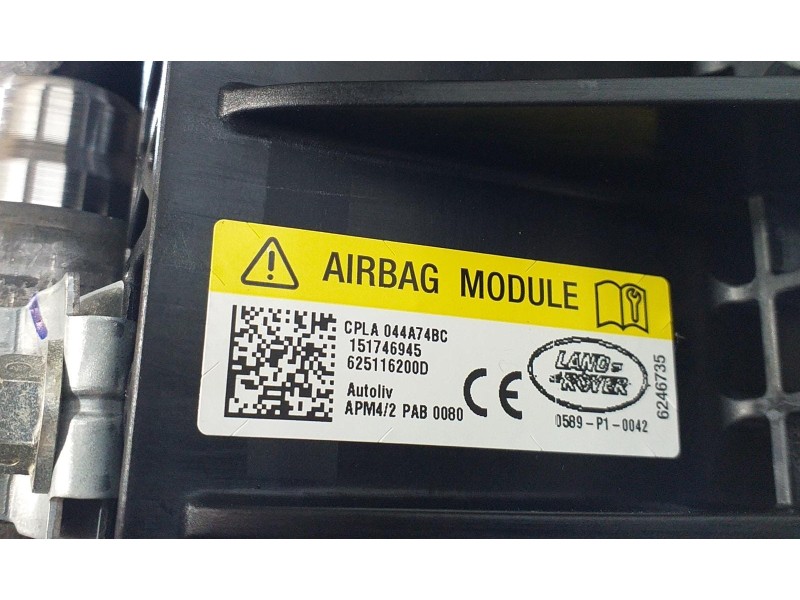 AIRBAG MODULE
CPLA 044A74BC
151746945
625116200D
Autoliv
APM4/2 PAB 0080
CE
LAND-
ROVER
0589-P1-0042
6246735